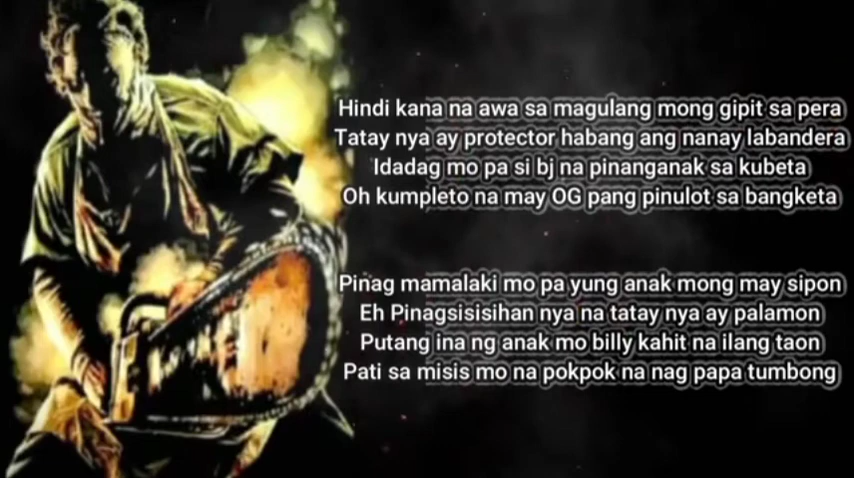 Hindi kana na awa sa magulang mong gipit sa pera
Tatay nya ay protector habang ang nanay labandera
Idadag mo pa si bj na pinanganak sa kubeta
Oh kumpleto na may OG pang pinulot sa bangketa
Pinag mamalaki mo pa yung anak mong may sipon
Eh Pinagsisisihan nya na tatay nya ay palamon
Putang ina ng anak mo billy kahit na ilang taon
Pati sa misis mo na pokpok na nag papa tumbong